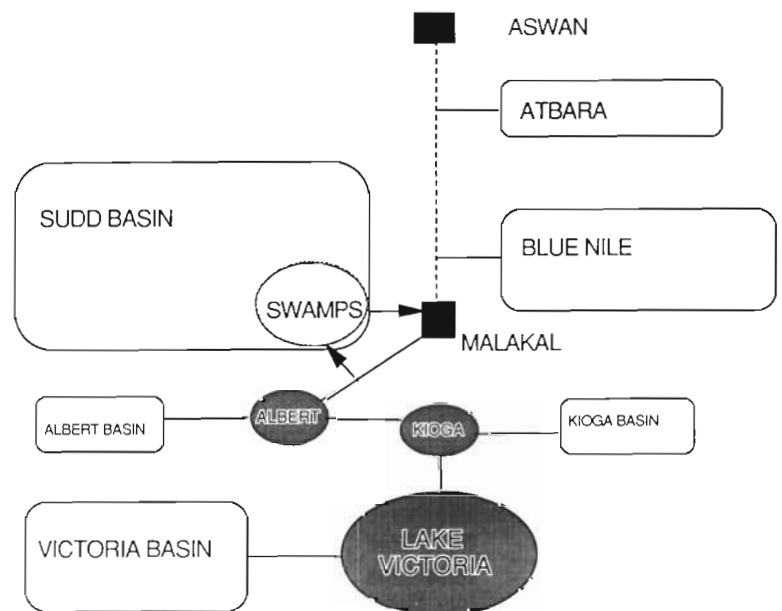 ASWAN
ATBARA
SUDD BASIN
BLUE NILE
SWAMPS
MALAKAL
ALBERT BASIN
ALBERT
KIOGA
KIOGA BASIN
VICTORIA BASIN
LAKE
VICTORIA